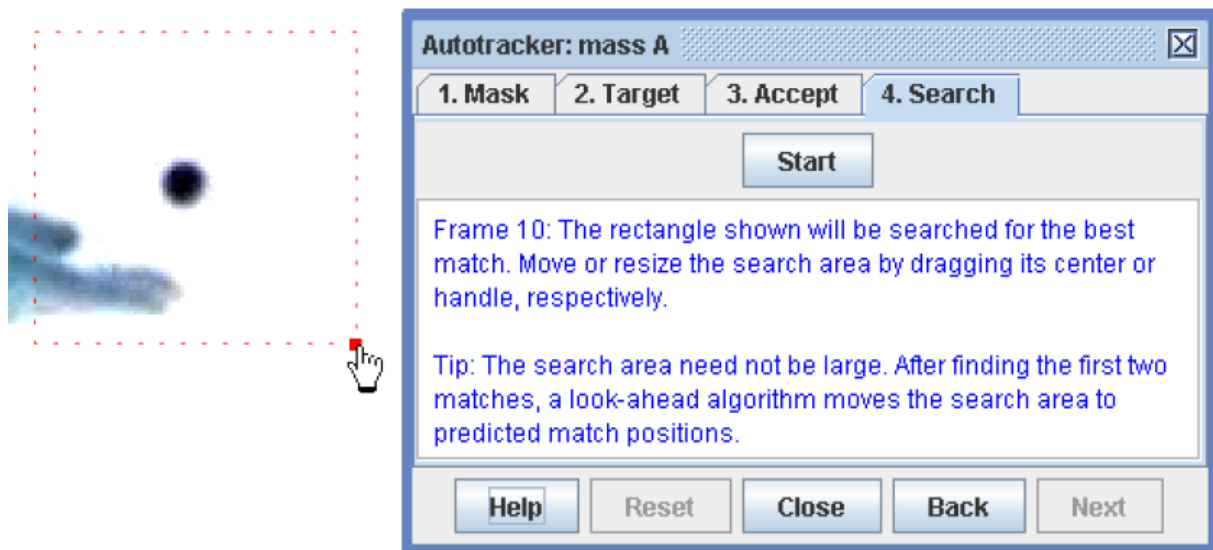 Autotracker: mass A
1. Mask 2. Target 3. Accept 4. Search
Start
Frame 10: The rectangle shown will be searched for the best
match. Move or resize the search area by dragging its center or
handle, respectively.
Tip: The search area need not be large. After finding the first two
matches, a look-ahead algorithm moves the search area to
predicted match positions.
Help Reset Close Back Next